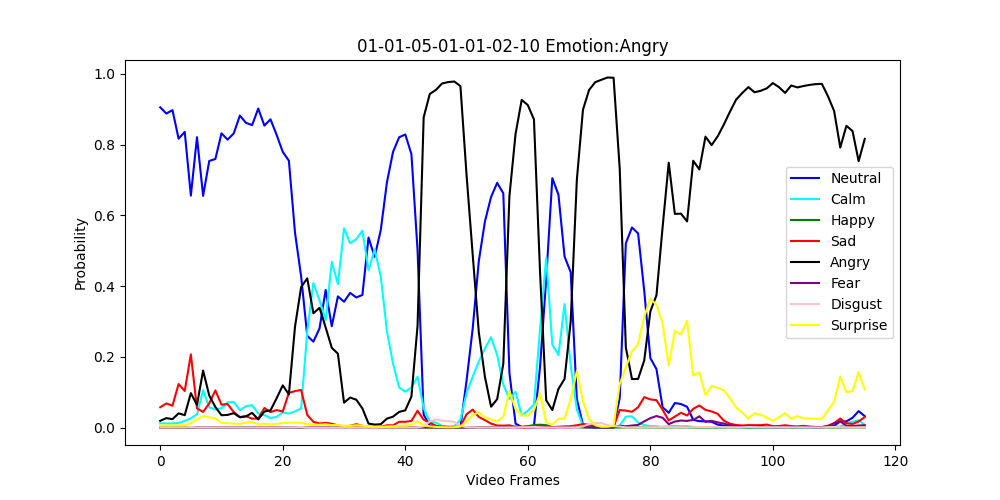 01-01-05-01-01-02-10 Emotion:Angry
Probability
1.0
0.8
0.6
0.4
0.2
0.0
Neutral
Calm
Happy
Sad
Angry
Fear
Disgust
Surprise
0 20 40 60 80 100 120
Video Frames